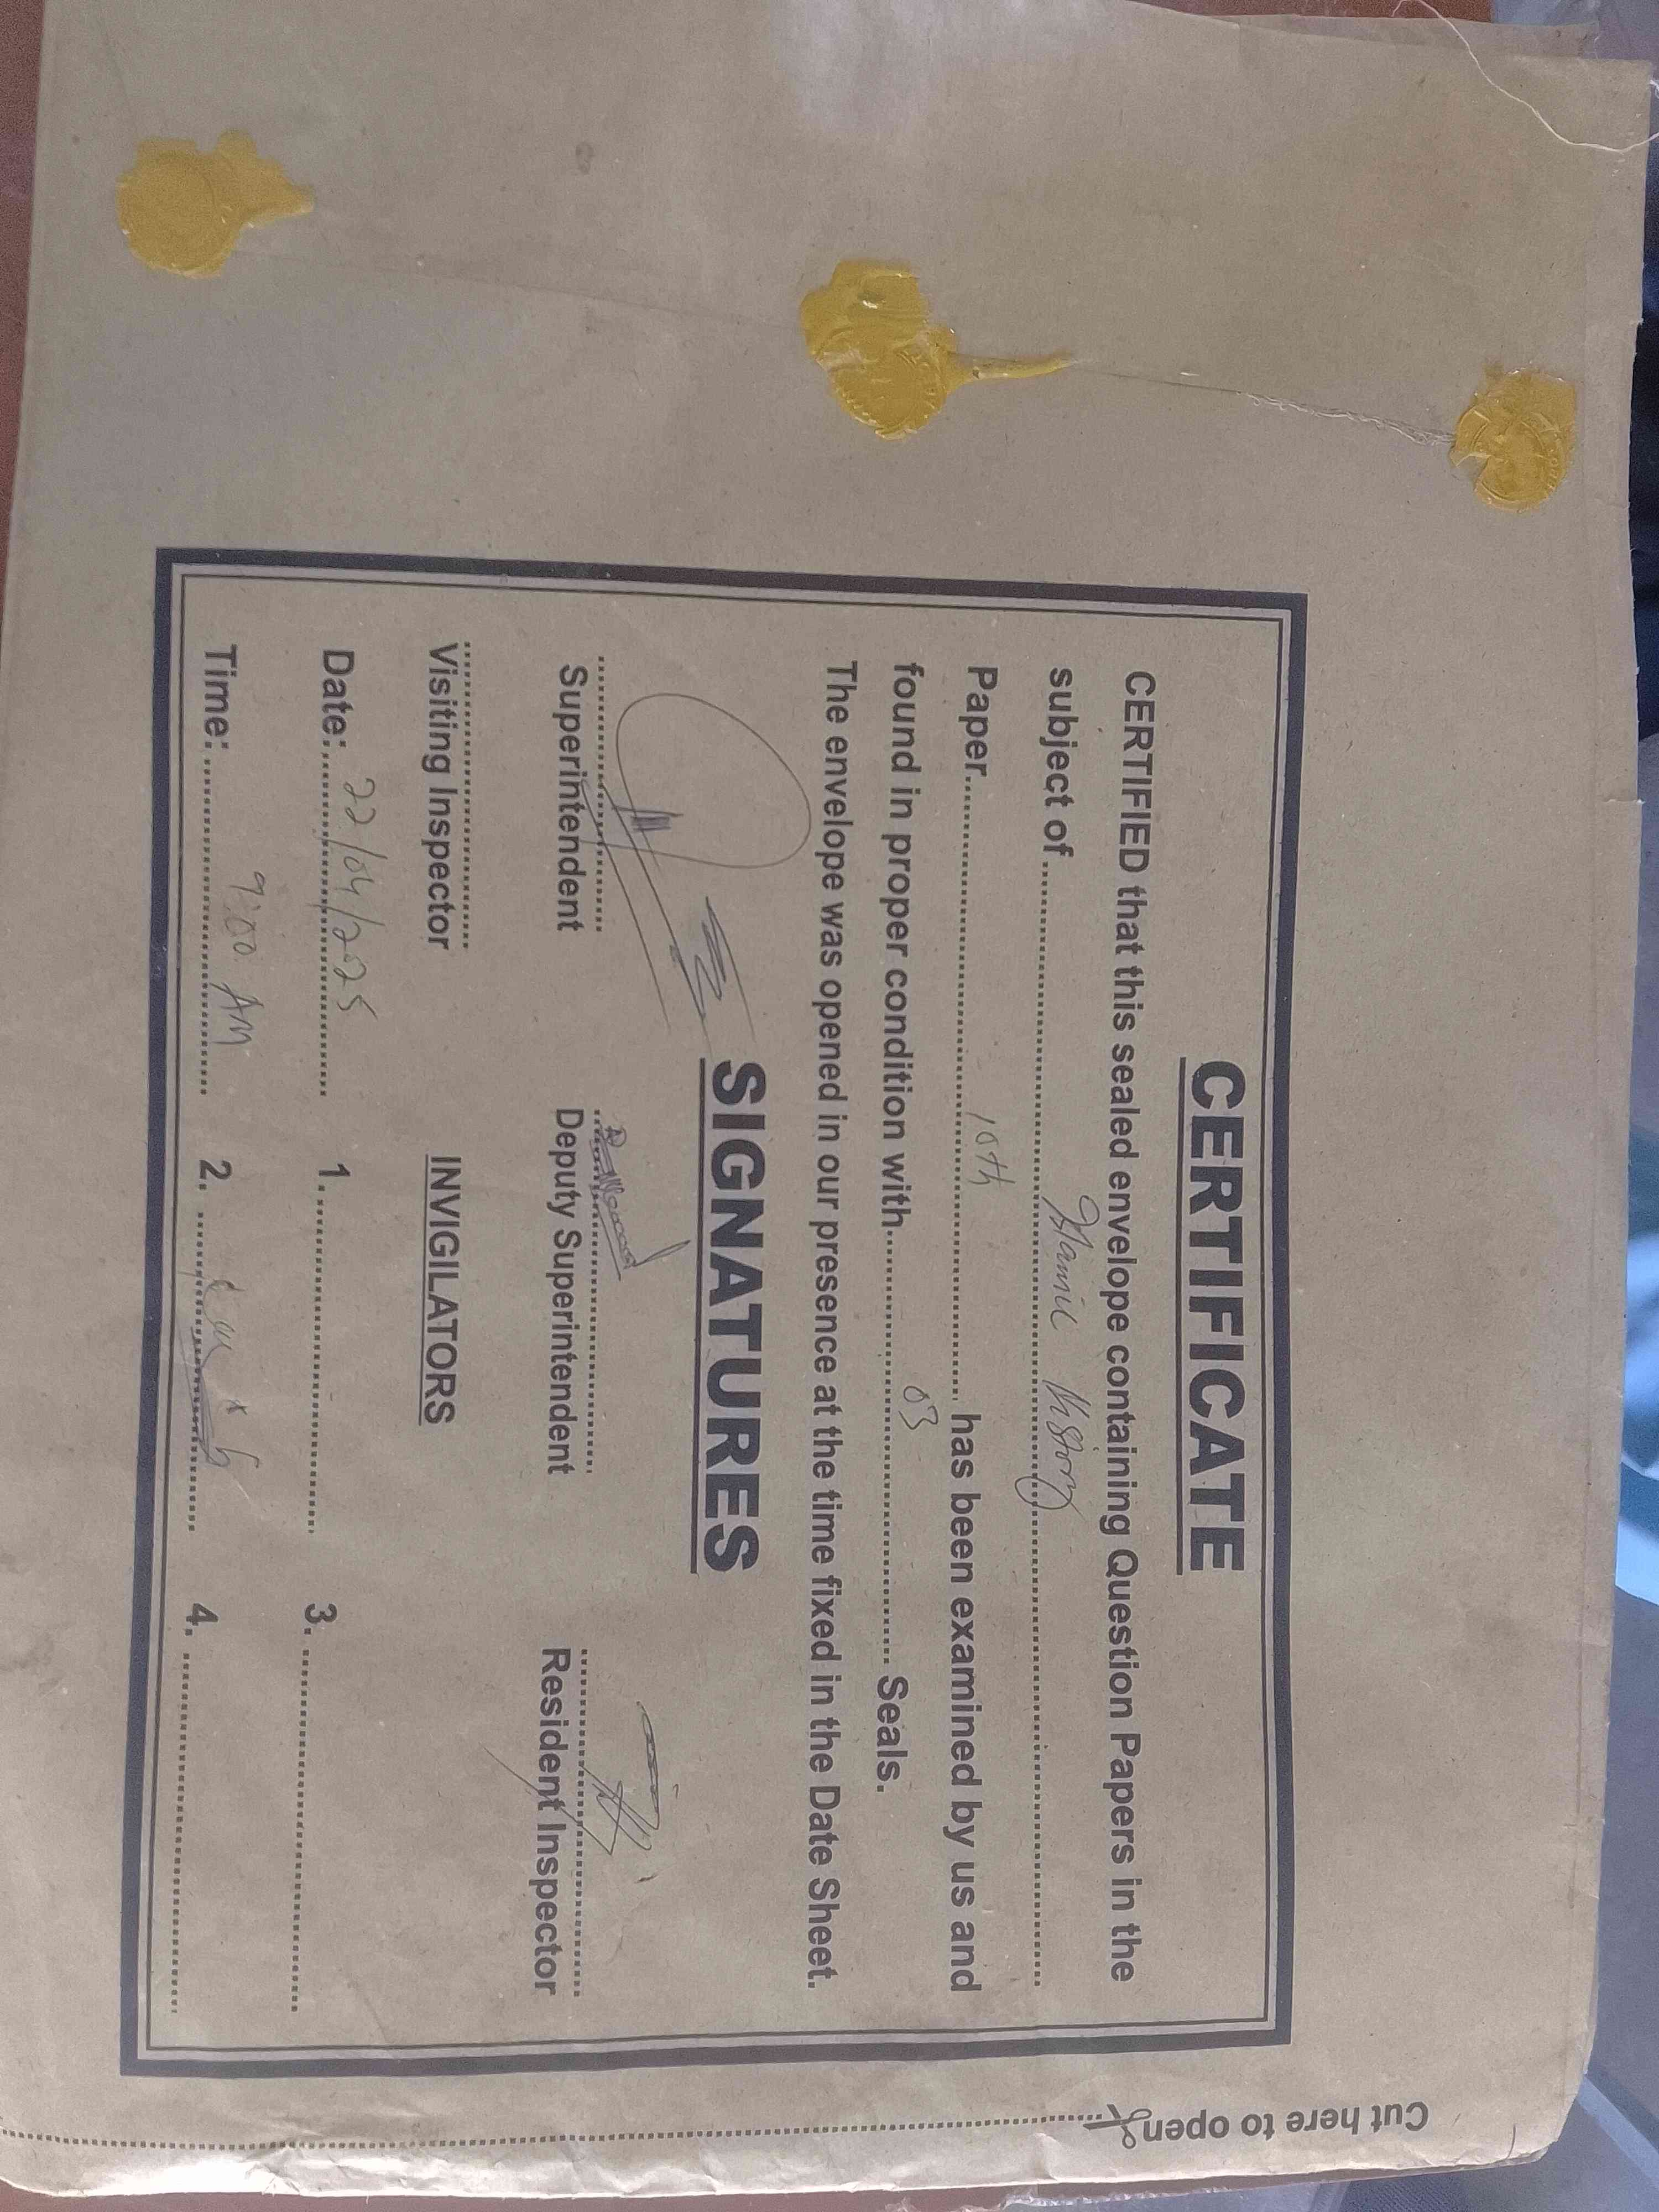 CERTIFICATE
CERTIFIED that this sealed envelope containing Question Papers in the
subject of........Islamic History........
Paper........10th........has been examined by us and
found in proper condition with........03........Seals.
The envelope was opened in our presence at the time fixed in the Date Sheet.
SIGNATURES
Superintendent Deputy Superintendent Resident Inspector
Visiting Inspector INVIGILATORS
Date:........22/04/2025........ 1......... 3.........
Time:........9:00 AM........ 2......... 4.........
Cut here to open